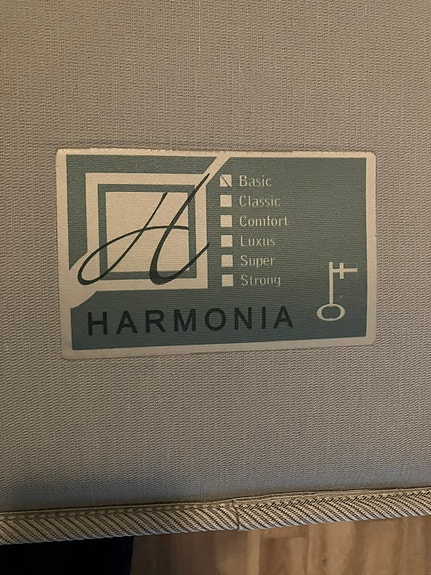 H
Basic
Classic
Comfort
Luxus
Super
Strong
HARMONIA